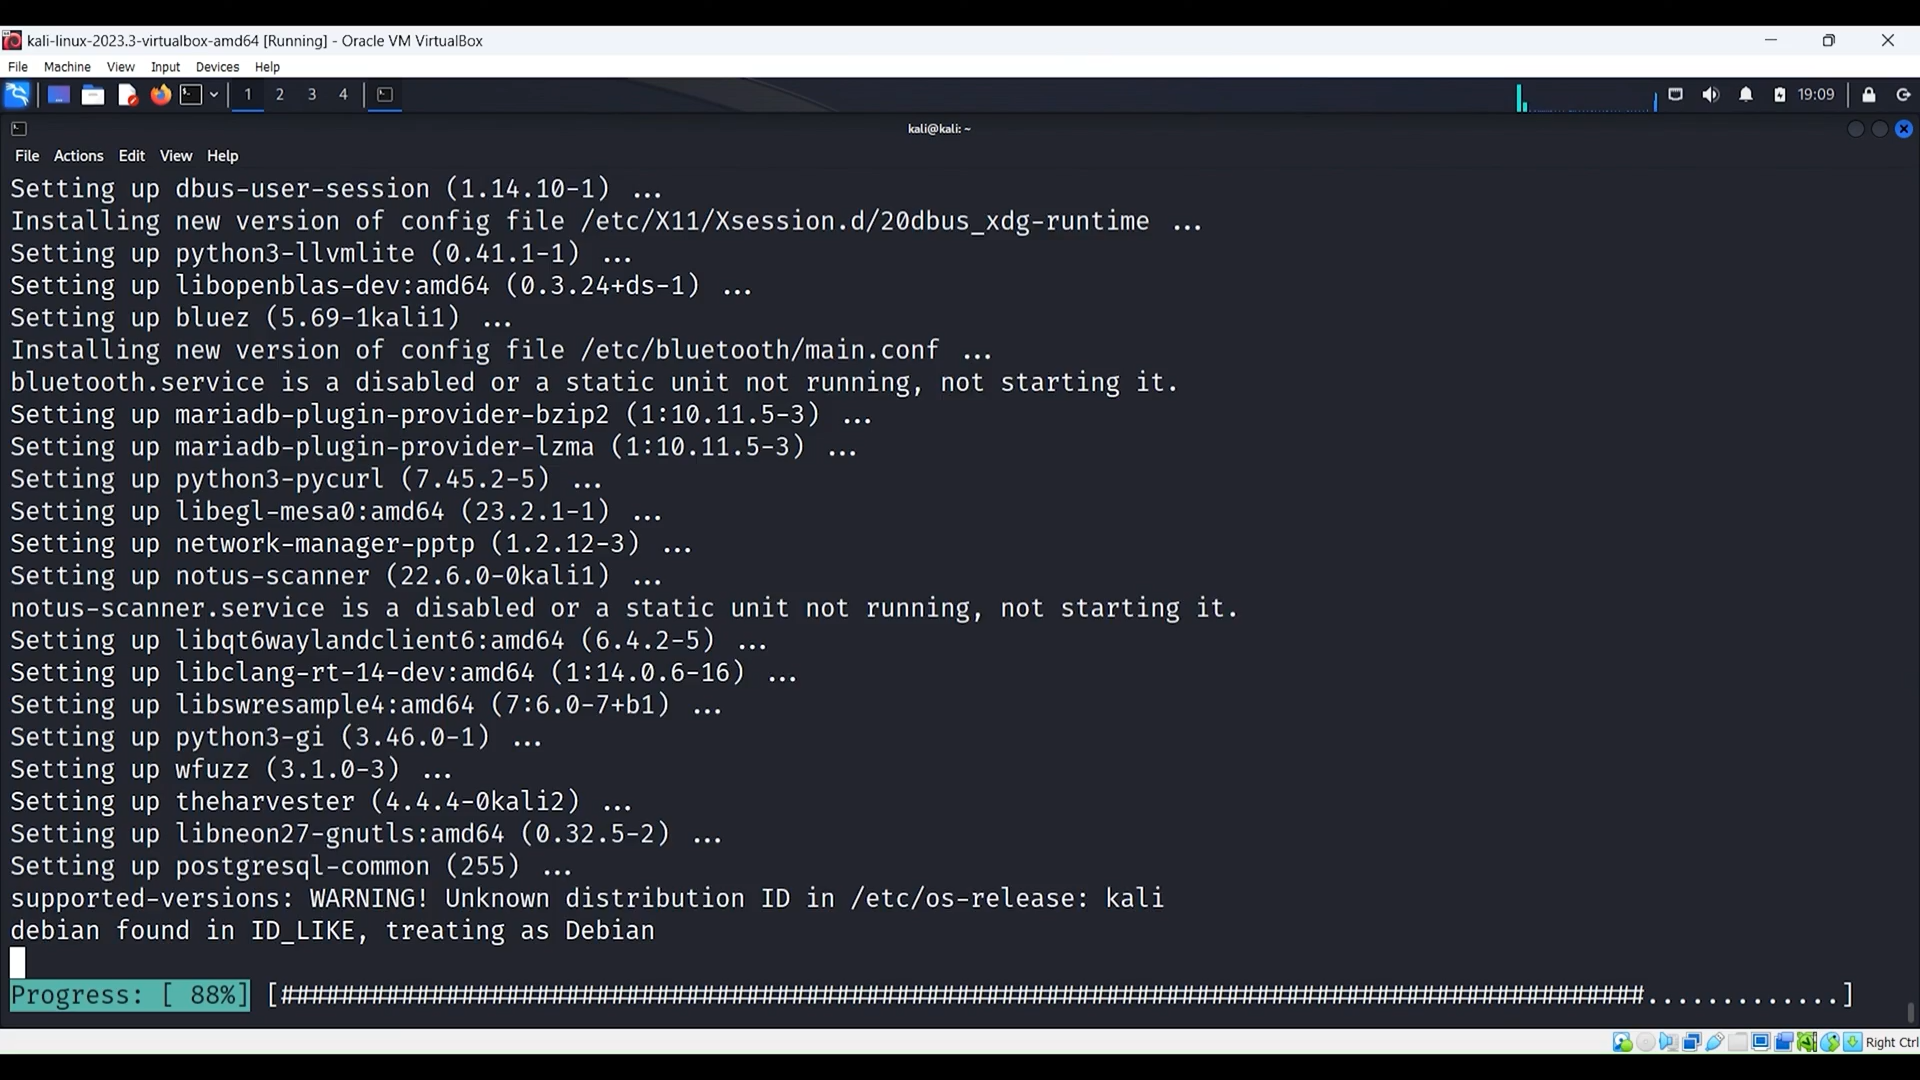 kali-linux-2023.3-virtualbox-amd64 [Running] - Oracle VM VirtualBox
File Machine View Input Devices Help
1 2 3 4 19:09
kali@kali: ~
File Actions Edit View Help
Setting up dbus-user-session (1.14.10-1) ...
Installing new version of config file /etc/X11/Xsession.d/20dbus_xdg-runtime ...
Setting up python3-llvmlite (0.41.1-1) ...
Setting up libopenblas-dev:amd64 (0.3.24+ds-1) ...
Setting up bluez (5.69-1kali1) ...
Installing new version of config file /etc/bluetooth/main.conf ...
bluetooth.service is a disabled or a static unit not running, not starting it.
Setting up mariadb-plugin-provider-bzip2 (1:10.11.5-3) ...
Setting up mariadb-plugin-provider-lzma (1:10.11.5-3) ...
Setting up python3-pycurl (7.45.2-5) ...
Setting up libegl-mesa0:amd64 (23.2.1-1) ...
Setting up network-manager-pptp (1.2.12-3) ...
Setting up notus-scanner (22.6.0-0kali1) ...
notus-scanner.service is a disabled or a static unit not running, not starting it.
Setting up libqt6waylandclient6:amd64 (6.4.2-5) ...
Setting up libclang-rt-14-dev:amd64 (1:14.0.6-16) ...
Setting up libswresample4:amd64 (7:6.0-7+b1) ...
Setting up python3-gi (3.46.0-1) ...
Setting up wfuzz (3.1.0-3) ...
Setting up theharvester (4.4.4-0kali2) ...
Setting up libneon27-gnutls:amd64 (0.32.5-2) ...
Setting up postgresql-common (255) ...
supported-versions: WARNING! Unknown distribution ID in /etc/os-release: kali
debian found in ID_LIKE, treating as Debian
Progress: [ 88%] [###########################################################################################.............]
Right Ctrl